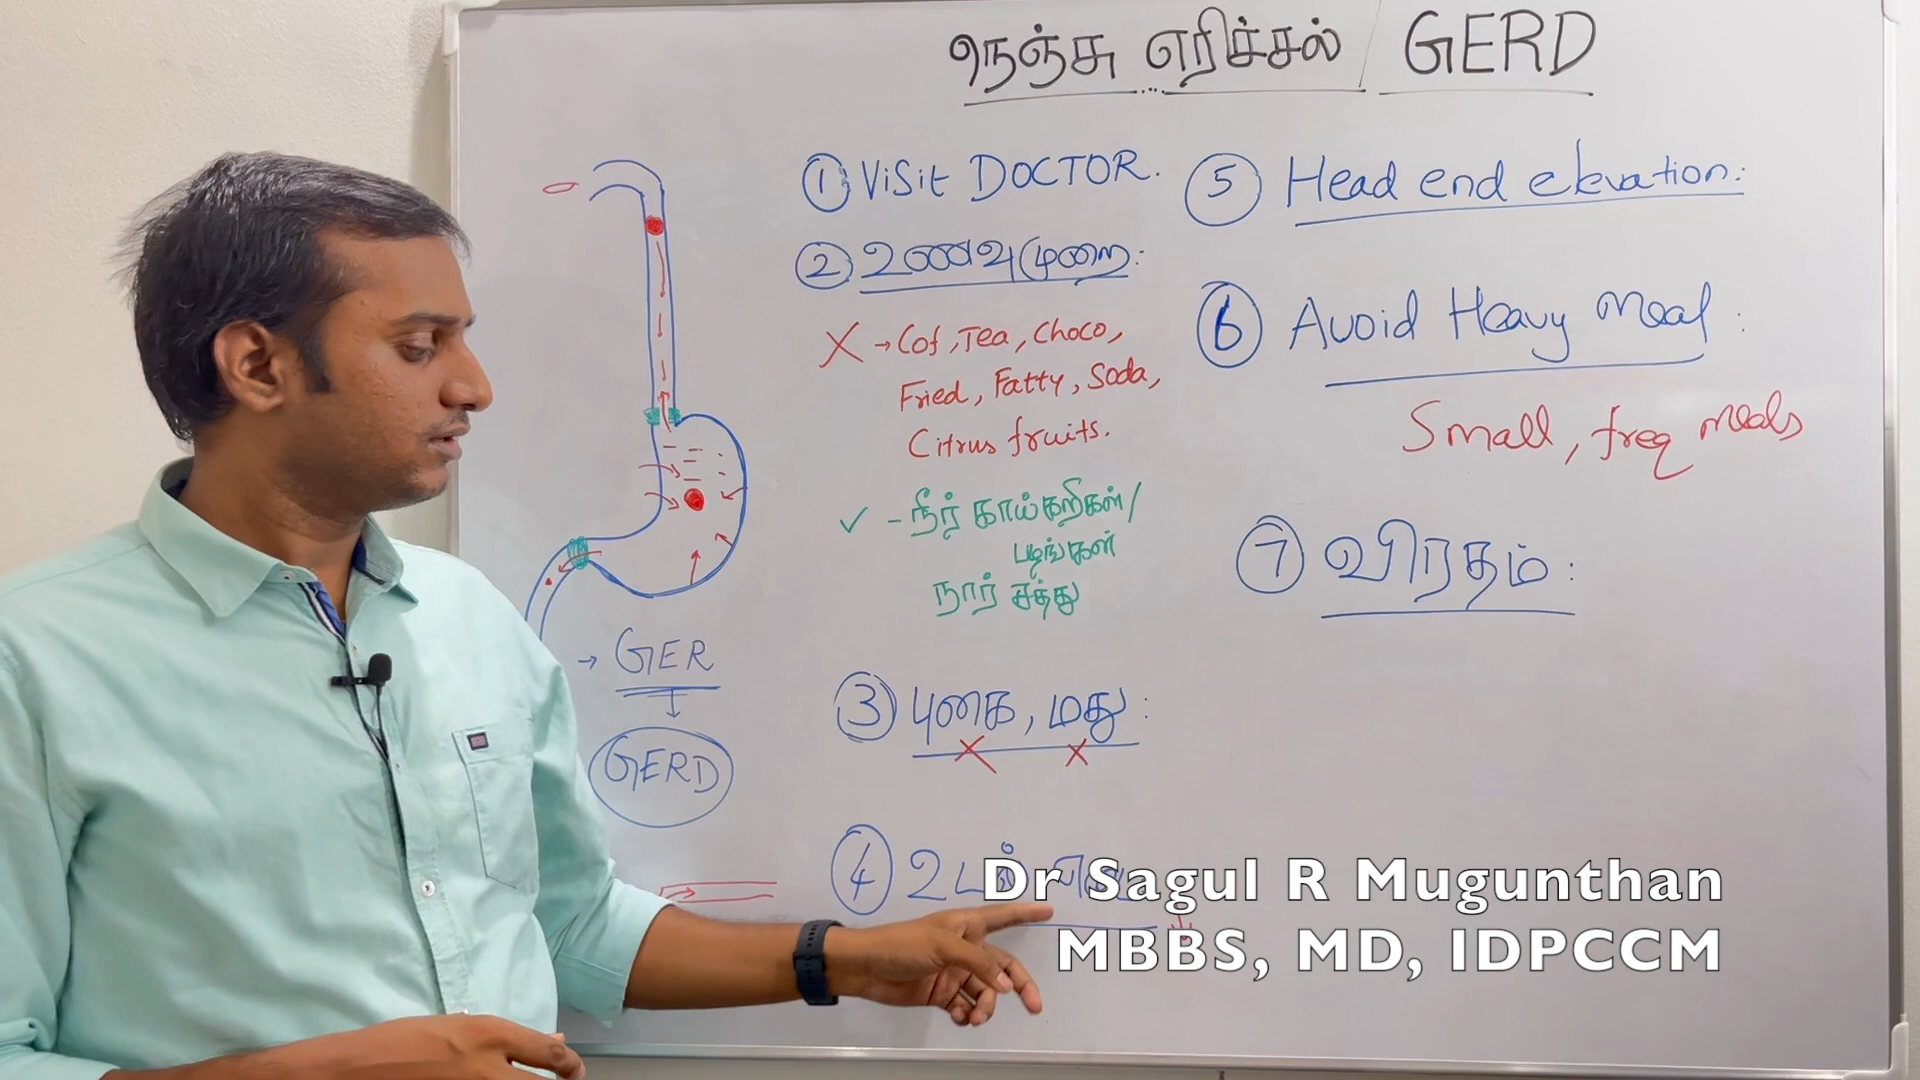 நெஞ்சு எரிச்சல் / GERD
① Visit DOCTOR.
② உணவுமுறை:
X → Cof, Tea, Choco,
Fried, Fatty, Soda,
Citrus fruits.
✓ - நீர் காய்கறிகள் /
பழங்கள்
நார் சத்து
③ புகை, மது:
X X
④ உடல்
⑤ Head end elevation:
⑥ Avoid Heavy Meal:
Small, freq meals
⑦ விரதம்:
→ GER
GERD
Dr Sagul R Mugunthan
MBBS, MD, IDPCCM